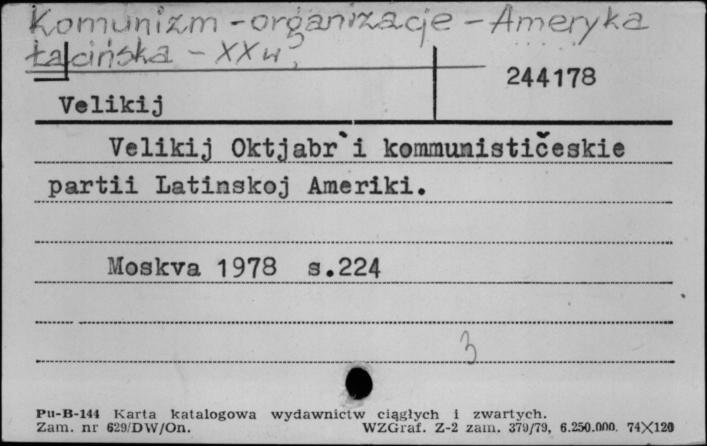 Komunizm - organizacje - Ameryka
Łacińska - XX w?
244178
Velikij
Velikij Oktjabr`i kommunističeskie
partii Latinskoj Ameriki.
Moskva 1978 s.224
3
Pu-B-144 Karta katalogowa wydawnictw ciągłych i zwartych.
Zam. nr 629/DW/On. WZGraf. Z-2 zam. 379/79, 6.250.000. 74X120